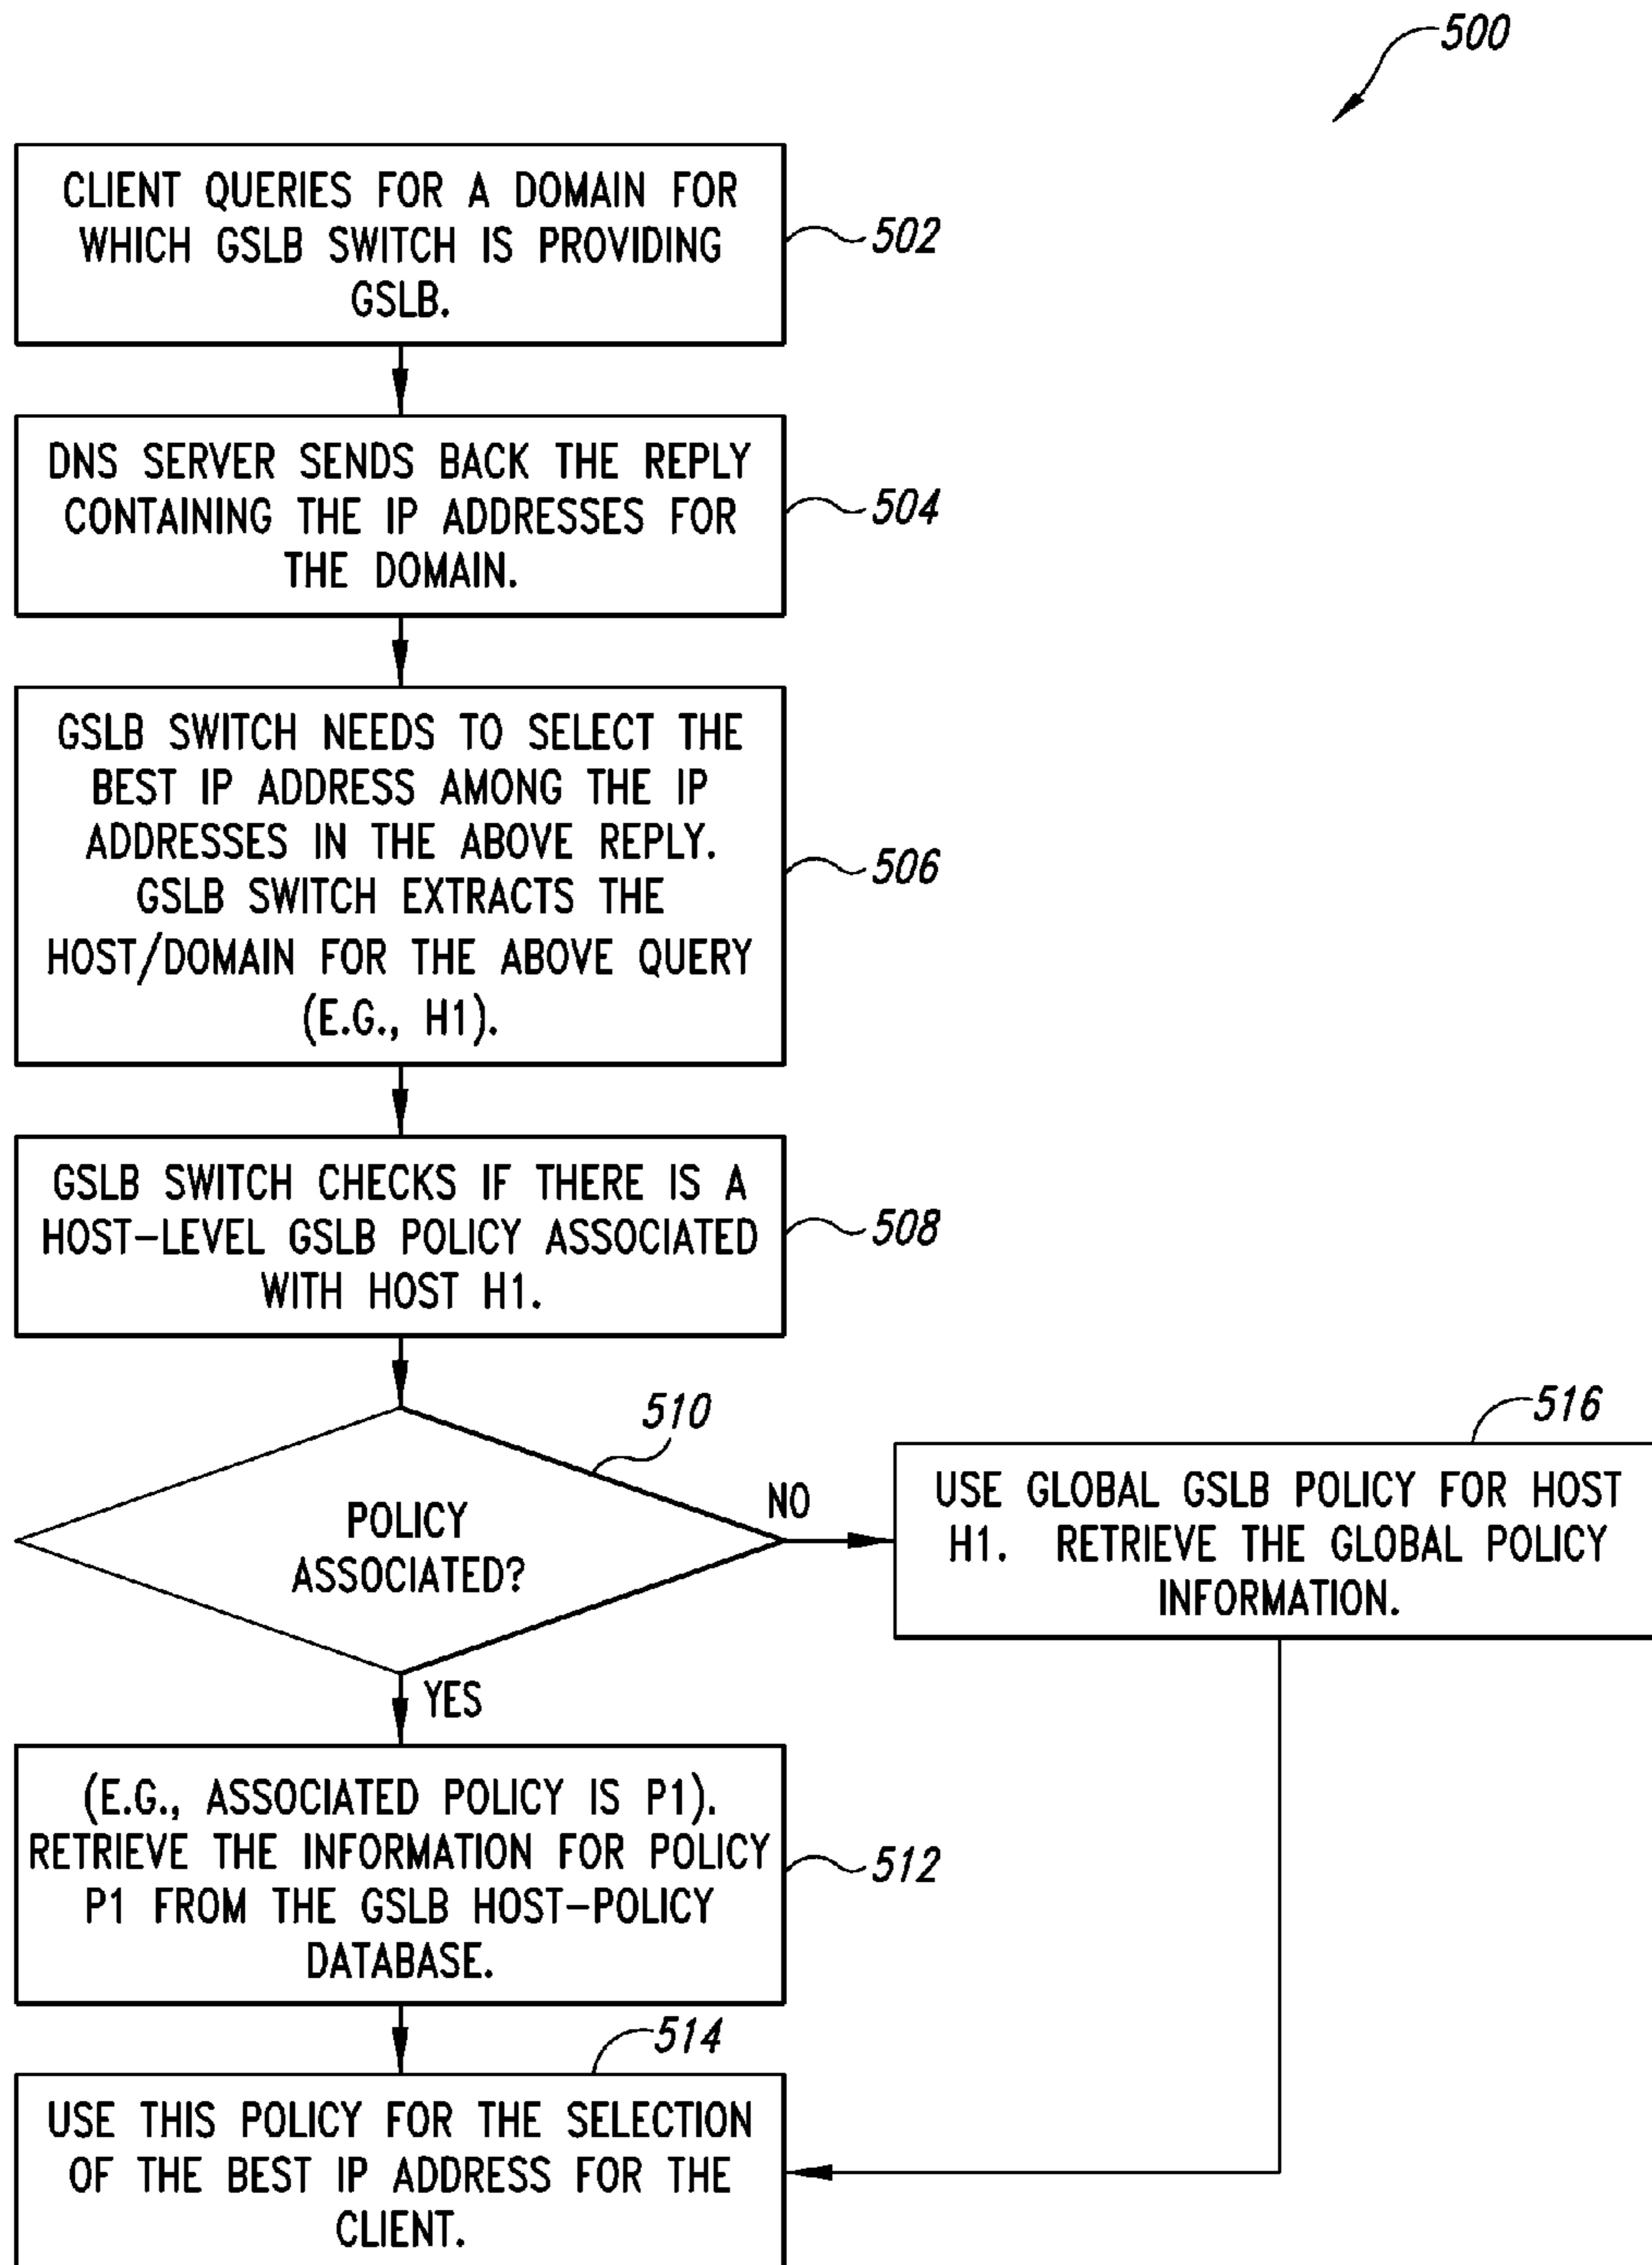 500
CLIENT QUERIES FOR A DOMAIN FOR
WHICH GSLB SWITCH IS PROVIDING
GSLB.
502
DNS SERVER SENDS BACK THE REPLY
CONTAINING THE IP ADDRESSES FOR
THE DOMAIN.
504
GSLB SWITCH NEEDS TO SELECT THE
BEST IP ADDRESS AMONG THE IP
ADDRESSES IN THE ABOVE REPLY.
GSLB SWITCH EXTRACTS THE
HOST/DOMAIN FOR THE ABOVE QUERY
(E.G., H1).
506
GSLB SWITCH CHECKS IF THERE IS A
HOST-LEVEL GSLB POLICY ASSOCIATED
WITH HOST H1.
508
510
POLICY
ASSOCIATED?
NO
516
USE GLOBAL GSLB POLICY FOR HOST
H1. RETRIEVE THE GLOBAL POLICY
INFORMATION.
YES
(E.G., ASSOCIATED POLICY IS P1).
RETRIEVE THE INFORMATION FOR POLICY
P1 FROM THE GSLB HOST-POLICY
DATABASE.
512
514
USE THIS POLICY FOR THE SELECTION
OF THE BEST IP ADDRESS FOR THE
CLIENT.